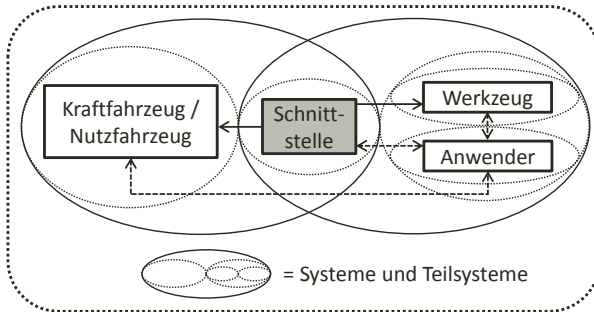 Kraftfahrzeug /
Nutzfahrzeug
Schnitt-
stelle
Werkzeug
Anwender
= Systeme und Teilsysteme